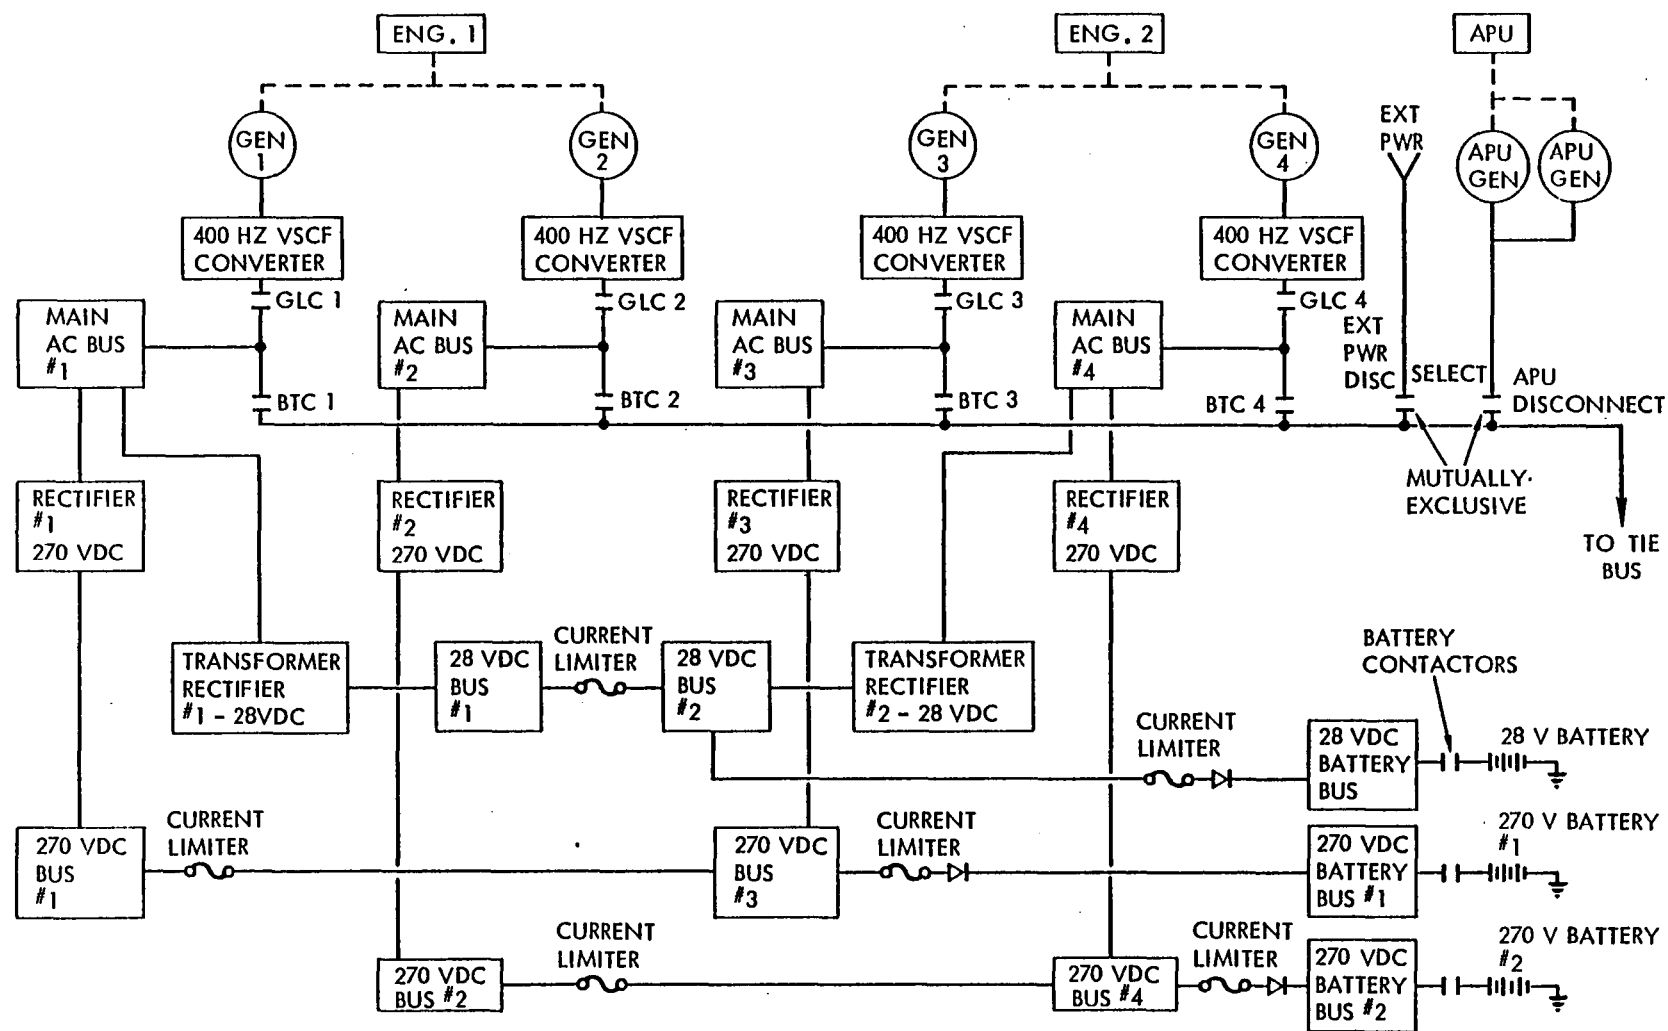 ENG. 1
ENG. 2
APU
GEN
1
GEN
2
GEN
3
GEN
4
EXT
PWR
APU
GEN
APU
GEN
400 HZ VSCF
CONVERTER
400 HZ VSCF
CONVERTER
400 HZ VSCF
CONVERTER
400 HZ VSCF
CONVERTER
GLC 1
GLC 2
GLC 3
GLC 4
MAIN
AC BUS
#1
MAIN
AC BUS
#2
MAIN
AC BUS
#3
MAIN
AC BUS
#4
EXT
PWR
DISC
SELECT
APU
DISCONNECT
BTC 1
BTC 2
BTC 3
BTC 4
MUTUALLY
EXCLUSIVE
TO TIE
BUS
RECTIFIER
#1
270 VDC
RECTIFIER
#2
270 VDC
RECTIFIER
#3
270 VDC
RECTIFIER
#4
270 VDC
TRANSFORMER
RECTIFIER
#1 - 28VDC
28 VDC
BUS
#1
CURRENT
LIMITER
28 VDC
BUS
#2
TRANSFORMER
RECTIFIER
#2 - 28 VDC
BATTERY
CONTACTORS
CURRENT
LIMITER
28 VDC
BATTERY
BUS
28 V BATTERY
270 VDC
BUS
#1
CURRENT
LIMITER
270 VDC
BUS
#3
CURRENT
LIMITER
270 VDC
BATTERY
BUS #1
270 V BATTERY
#1
270 VDC
BUS #2
CURRENT
LIMITER
270 VDC
BUS #4
CURRENT
LIMITER
270 VDC
BATTERY
BUS #2
270 V BATTERY
#2